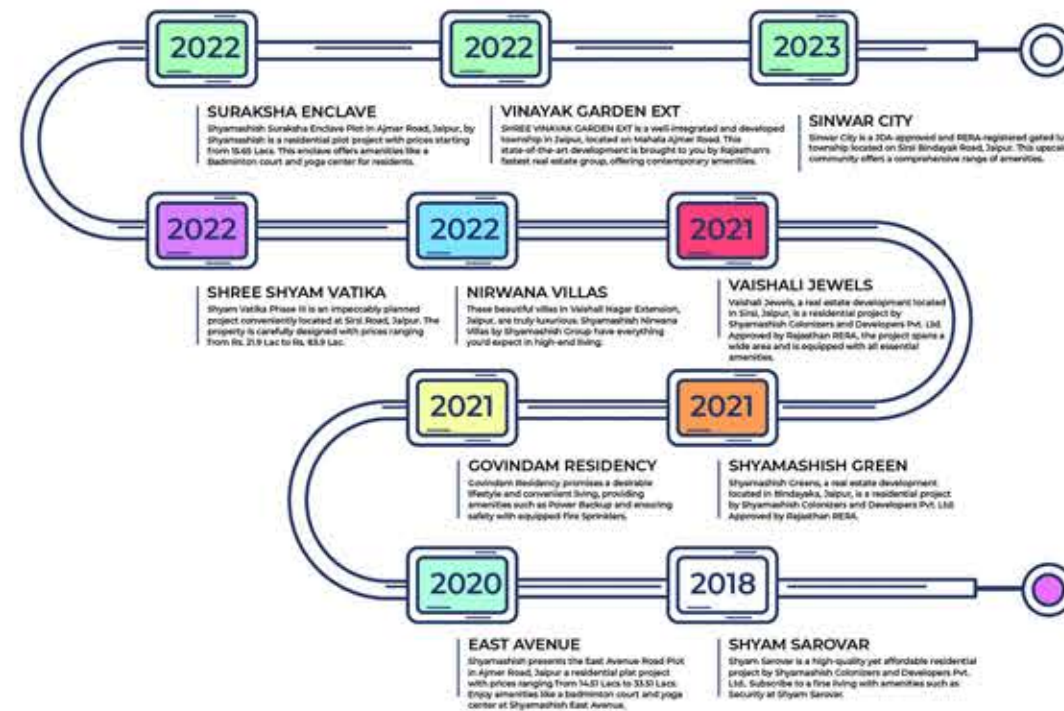 2022
2022
2023
SURAKSHA ENCLAVE
Shyamashish Suraksha Enclave Plot in Ajmer Road, Jaipur, by
Shyamashish is a residential plot project with prices starting
from 15.65 Lacs. This enclave offers amenities like a
Badminton court and yoga center for residents.
VINAYAK GARDEN EXT
SHREE VINAYAK GARDEN EXT is a well-integrated and developed
township in Jaipur, located on Mahala Ajmer Road. This
state-of-the-art development is brought to you by Rajasthan's
fastest real estate group, offering contemporary amenities.
SINWAR CITY
Sinwar City is a JDA-approved and RERA-registered gated
township located on Sirsi Bindayak Road, Jaipur. This upscale
community offers a comprehensive range of amenities.
2022
2022
2021
SHREE SHYAM VATIKA
Shyam Vatika Phase III is an impeccably planned
project conveniently located at Sirsi Road, Jaipur. The
property is carefully designed with prices ranging
from Rs. 21.9 Lac to Rs. 83.9 Lac.
NIRWANA VILLAS
These beautiful villas in Vaishali Nagar Extension,
Jaipur, are truly luxurious. Shyamashish Nirwana
Villas by Shyamashish Group have everything
you'd expect in high-end living.
VAISHALI JEWELS
Vaishali Jewels, a real estate development located
in Sirsi, Jaipur, is a residential project by
Shyamashish Colonizers and Developers Pvt. Ltd.
Approved by Rajasthan RERA, the project spans a
wide area and is equipped with all essential
amenities.
2021
2021
GOVINDAM RESIDENCY
Govindam Residency promises a desirable
lifestyle and convenient living, providing
amenities such as Power Backup and ensuring
safety with equipped Fire Sprinklers.
SHYAMASHISH GREEN
Shyamashish Greens, a real estate development
located in Bindayaka, Jaipur, is a residential project
by Shyamashish Colonizers and Developers Pvt. Ltd.
Approved by Rajasthan RERA.
2020
2018
EAST AVENUE
Shyamashish presents the East Avenue Road Plot
in Ajmer Road, Jaipur a residential plot project
with prices ranging from 14.51 Lacs to 33.51 Lacs.
Enjoy amenities like a badminton court and yoga
center at Shyamashish East Avenue.
SHYAM SAROVAR
Shyam Sarovar is a high-quality yet affordable residential
project by Shyamashish Colonizers and Developers Pvt.
Ltd.. Subscribe to a fine living with amenities such as
Security at Shyam Sarovar.